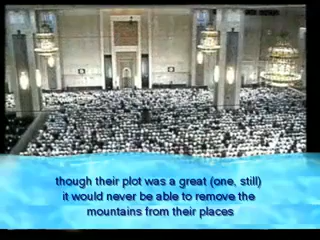 though their plot was a great (one, still)
it would never be able to remove the
mountains from their places